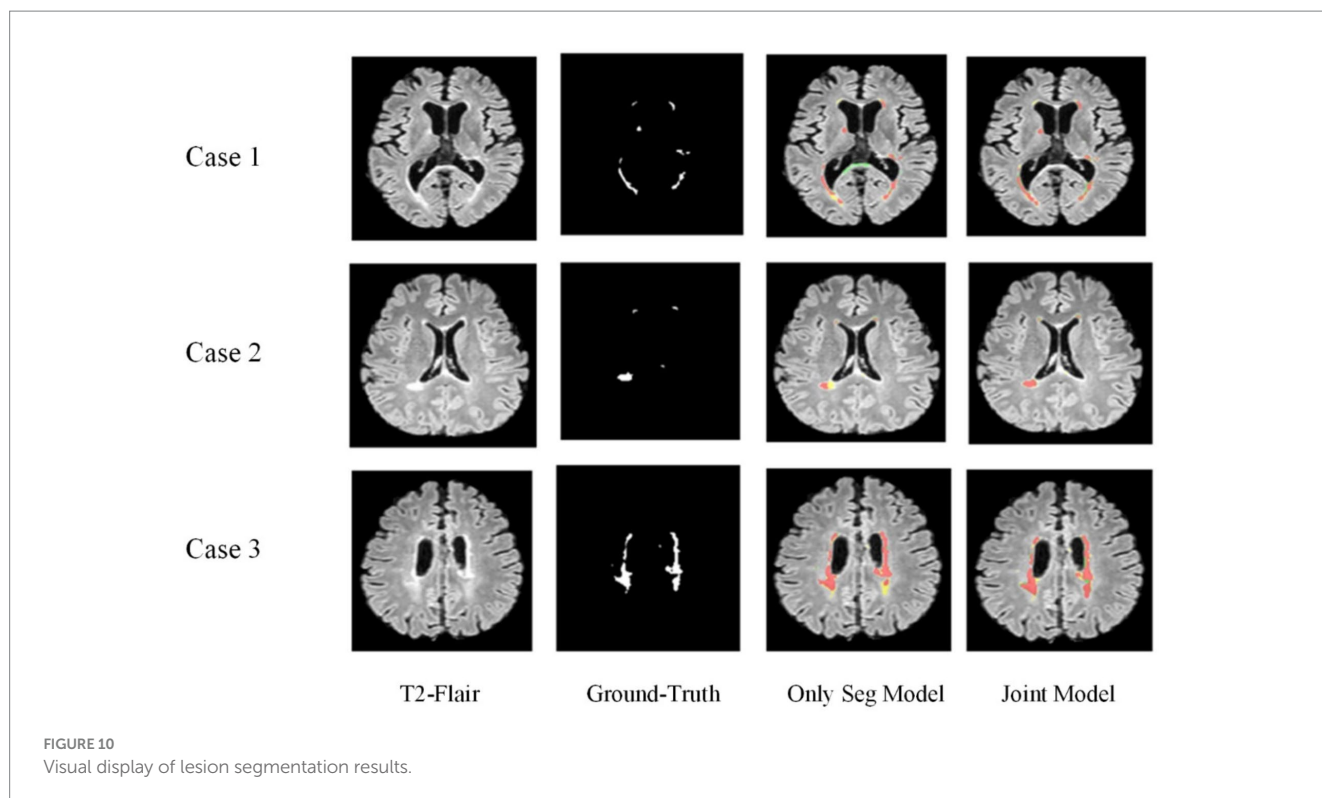 Case 1
Case 2
Case 3
T2-Flair Ground-Truth Only Seg Model Joint Model
FIGURE 10
Visual display of lesion segmentation results.